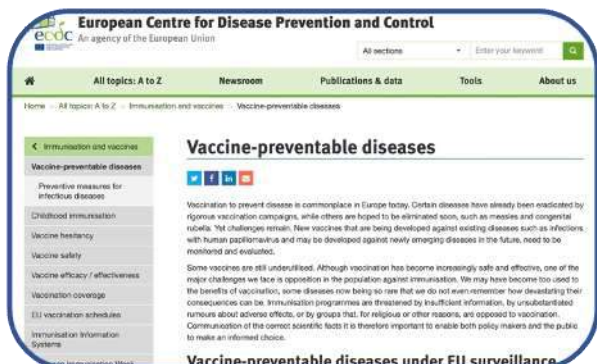 ecdc
European Centre for Disease Prevention and Control
An agency of the European Union
All sections
Enter your keyword
All topics: A to Z
Newsroom
Publications & data
Tools
About us
Home > All topics: A to Z > Immunisation and vaccines > Vaccine-preventable diseases
Immunisation and vaccines
Vaccine-preventable diseases
Preventive measures for
infectious diseases
Childhood immunisation
Vaccine hesitancy
Vaccine safety
Vaccine efficacy / effectiveness
Vaccination coverage
EU vaccination schedules
Immunisation Information
Systems
Immunization Week
Vaccine-preventable diseases
Vaccination to prevent disease is commonplace in Europe today. Certain diseases have already been eradicated by
rigorous vaccination campaigns, while others are hoped to be eliminated soon, such as measles and congenital
rubella. Yet challenges remain. New vaccines that are being developed against existing diseases such as infections
with human papillomavirus and may be developed against newly emerging diseases in the future, need to be
monitored and evaluated.
Some vaccines are still underutilised. Although vaccination has become increasingly safe and effective, one of the
major challenges we face is opposition in the population against immunisation. We may have become too used to
the benefits of vaccination, some diseases now being so rare that we do not even remember how devastating their
consequences can be. Immunisation programmes are threatened by insufficient information, by unsubstantiated
rumours about adverse effects, or by groups that, for religious or other reasons, are opposed to vaccination.
Communication of the correct scientific facts it is therefore important to enable both policy makers and the public
to make an informed choice.
Vaccine-preventable diseases under EU surveillance